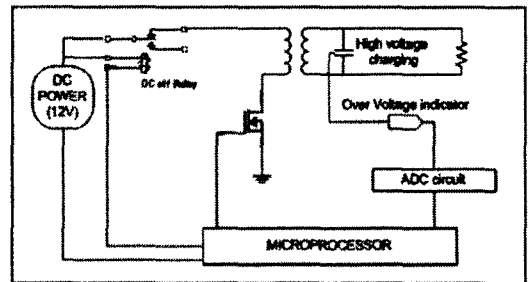 High voltage
charging
DC
POWER
(12V)
DC off Relay
Over Voltage indicator
ADC circuit
MICROPROCESSOR